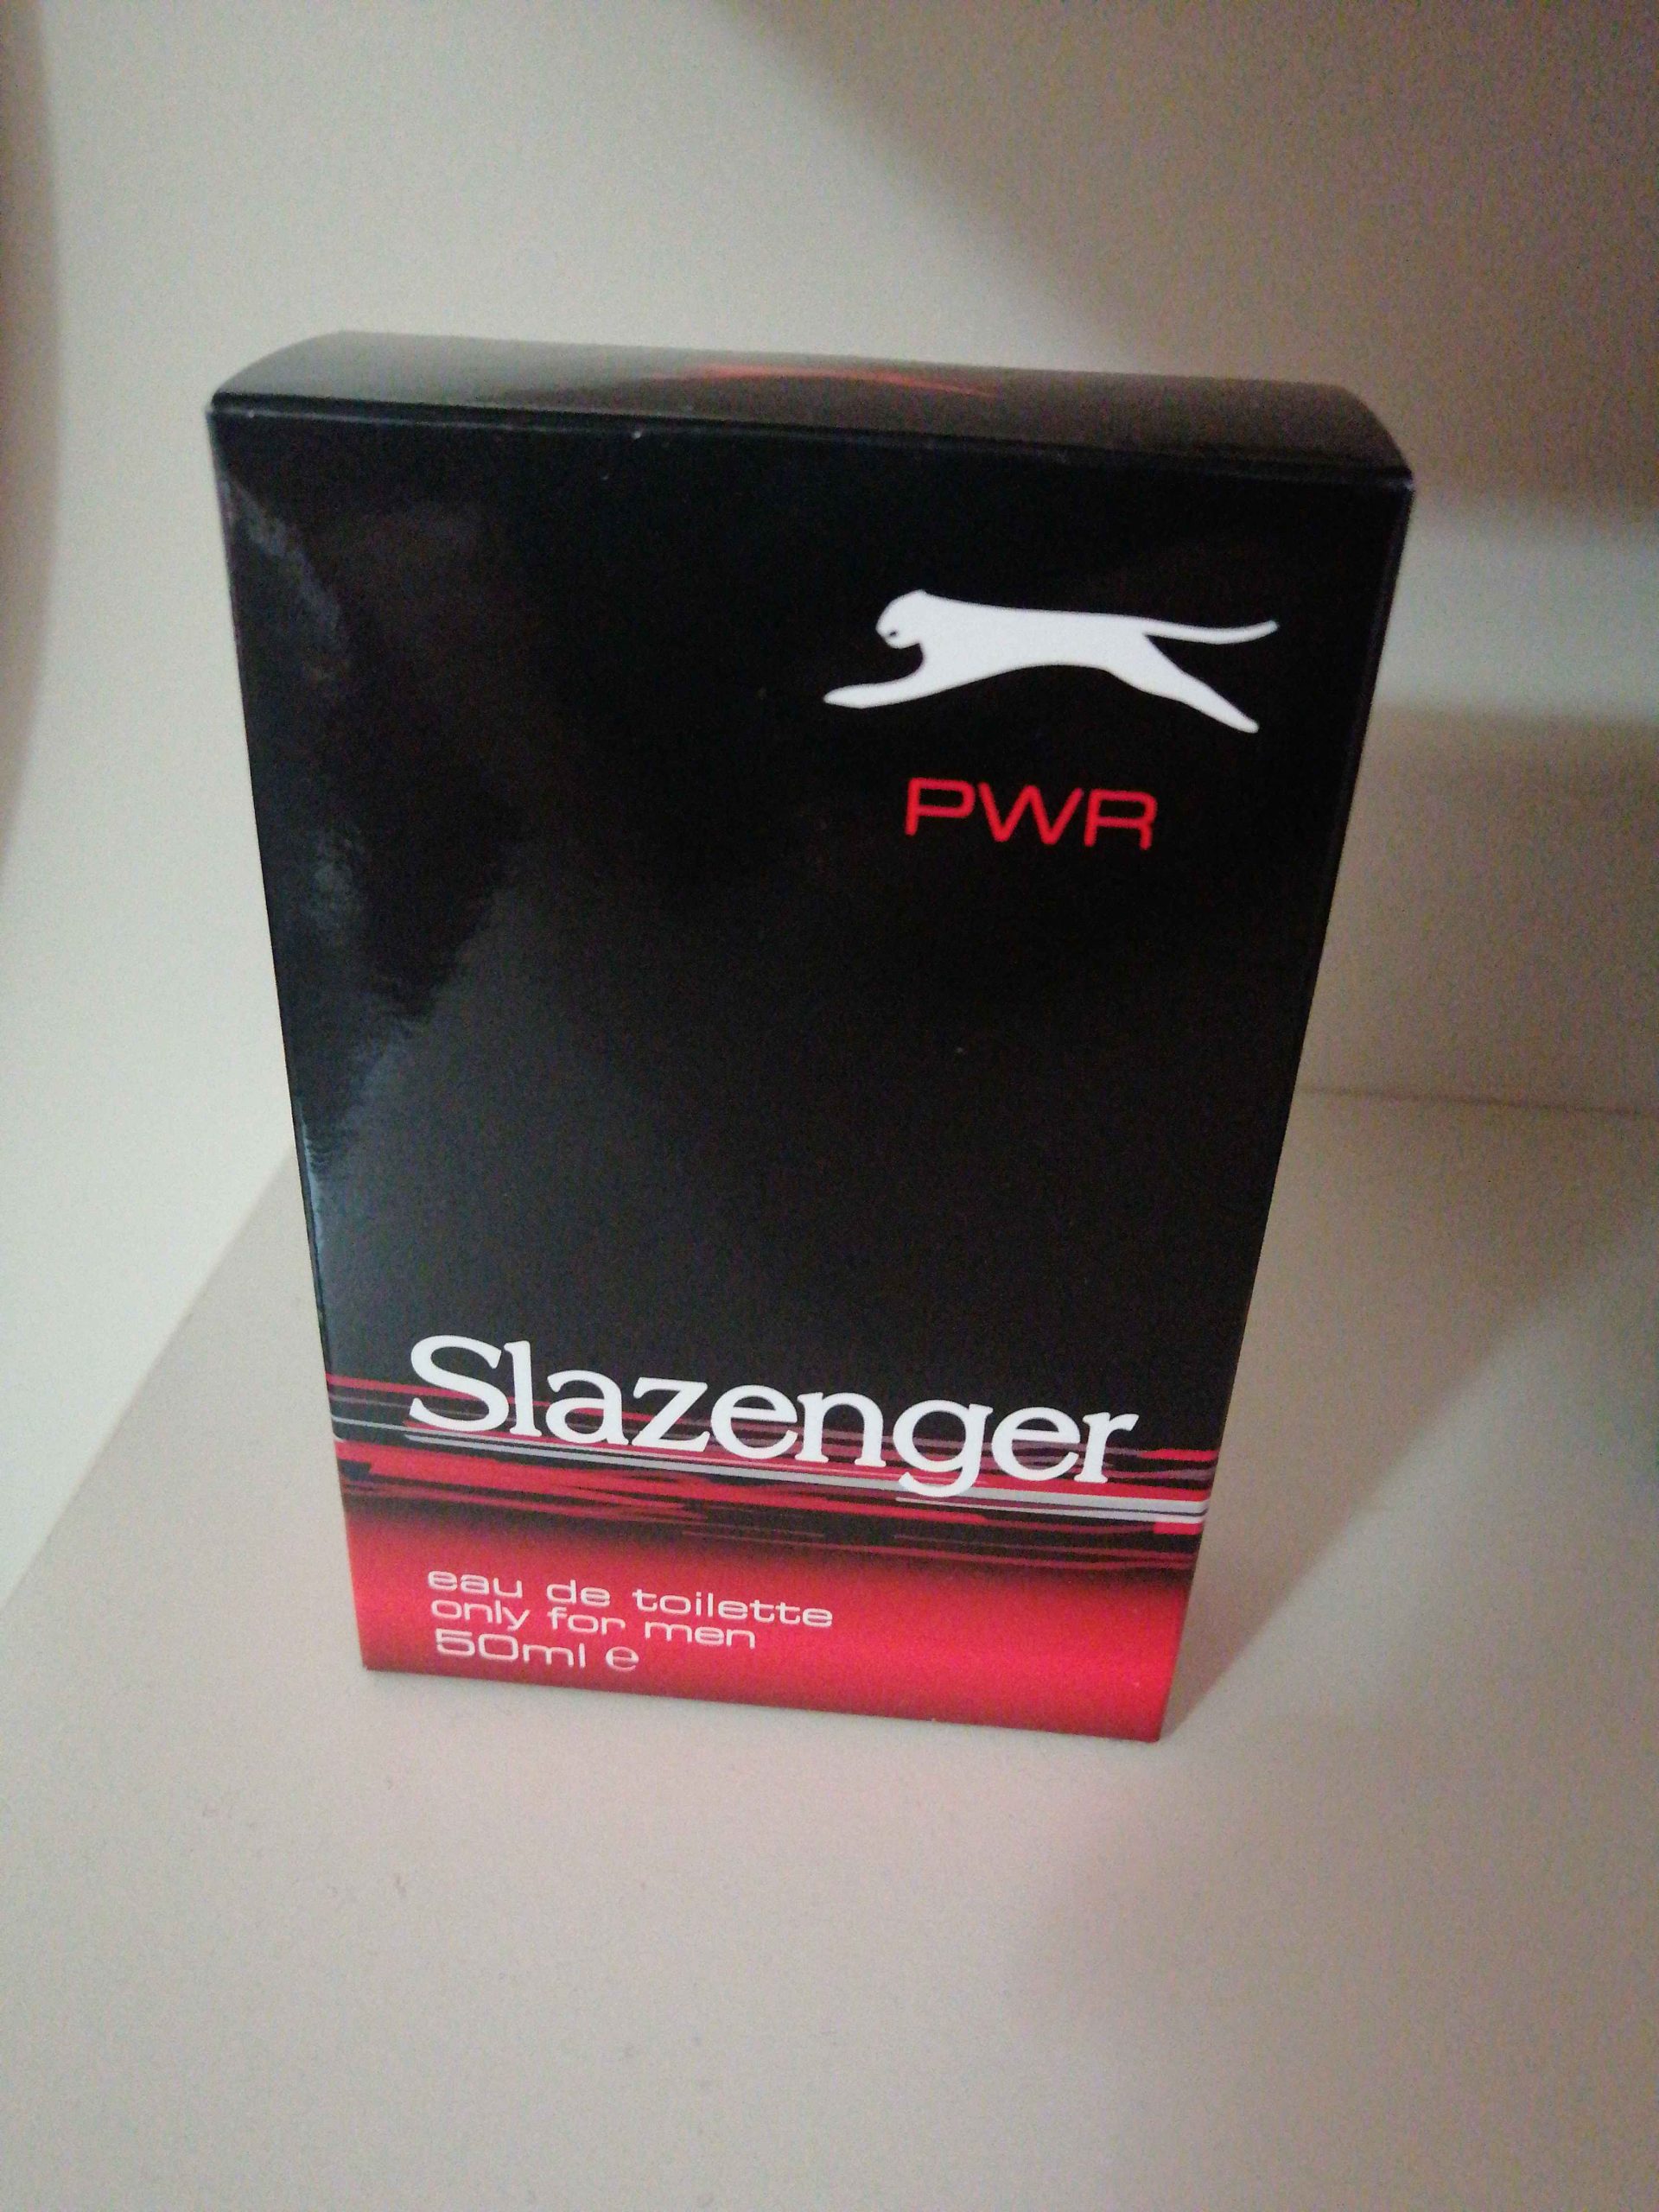 PWR
Slazenger
eau de toilette
only for men
50ml ℮